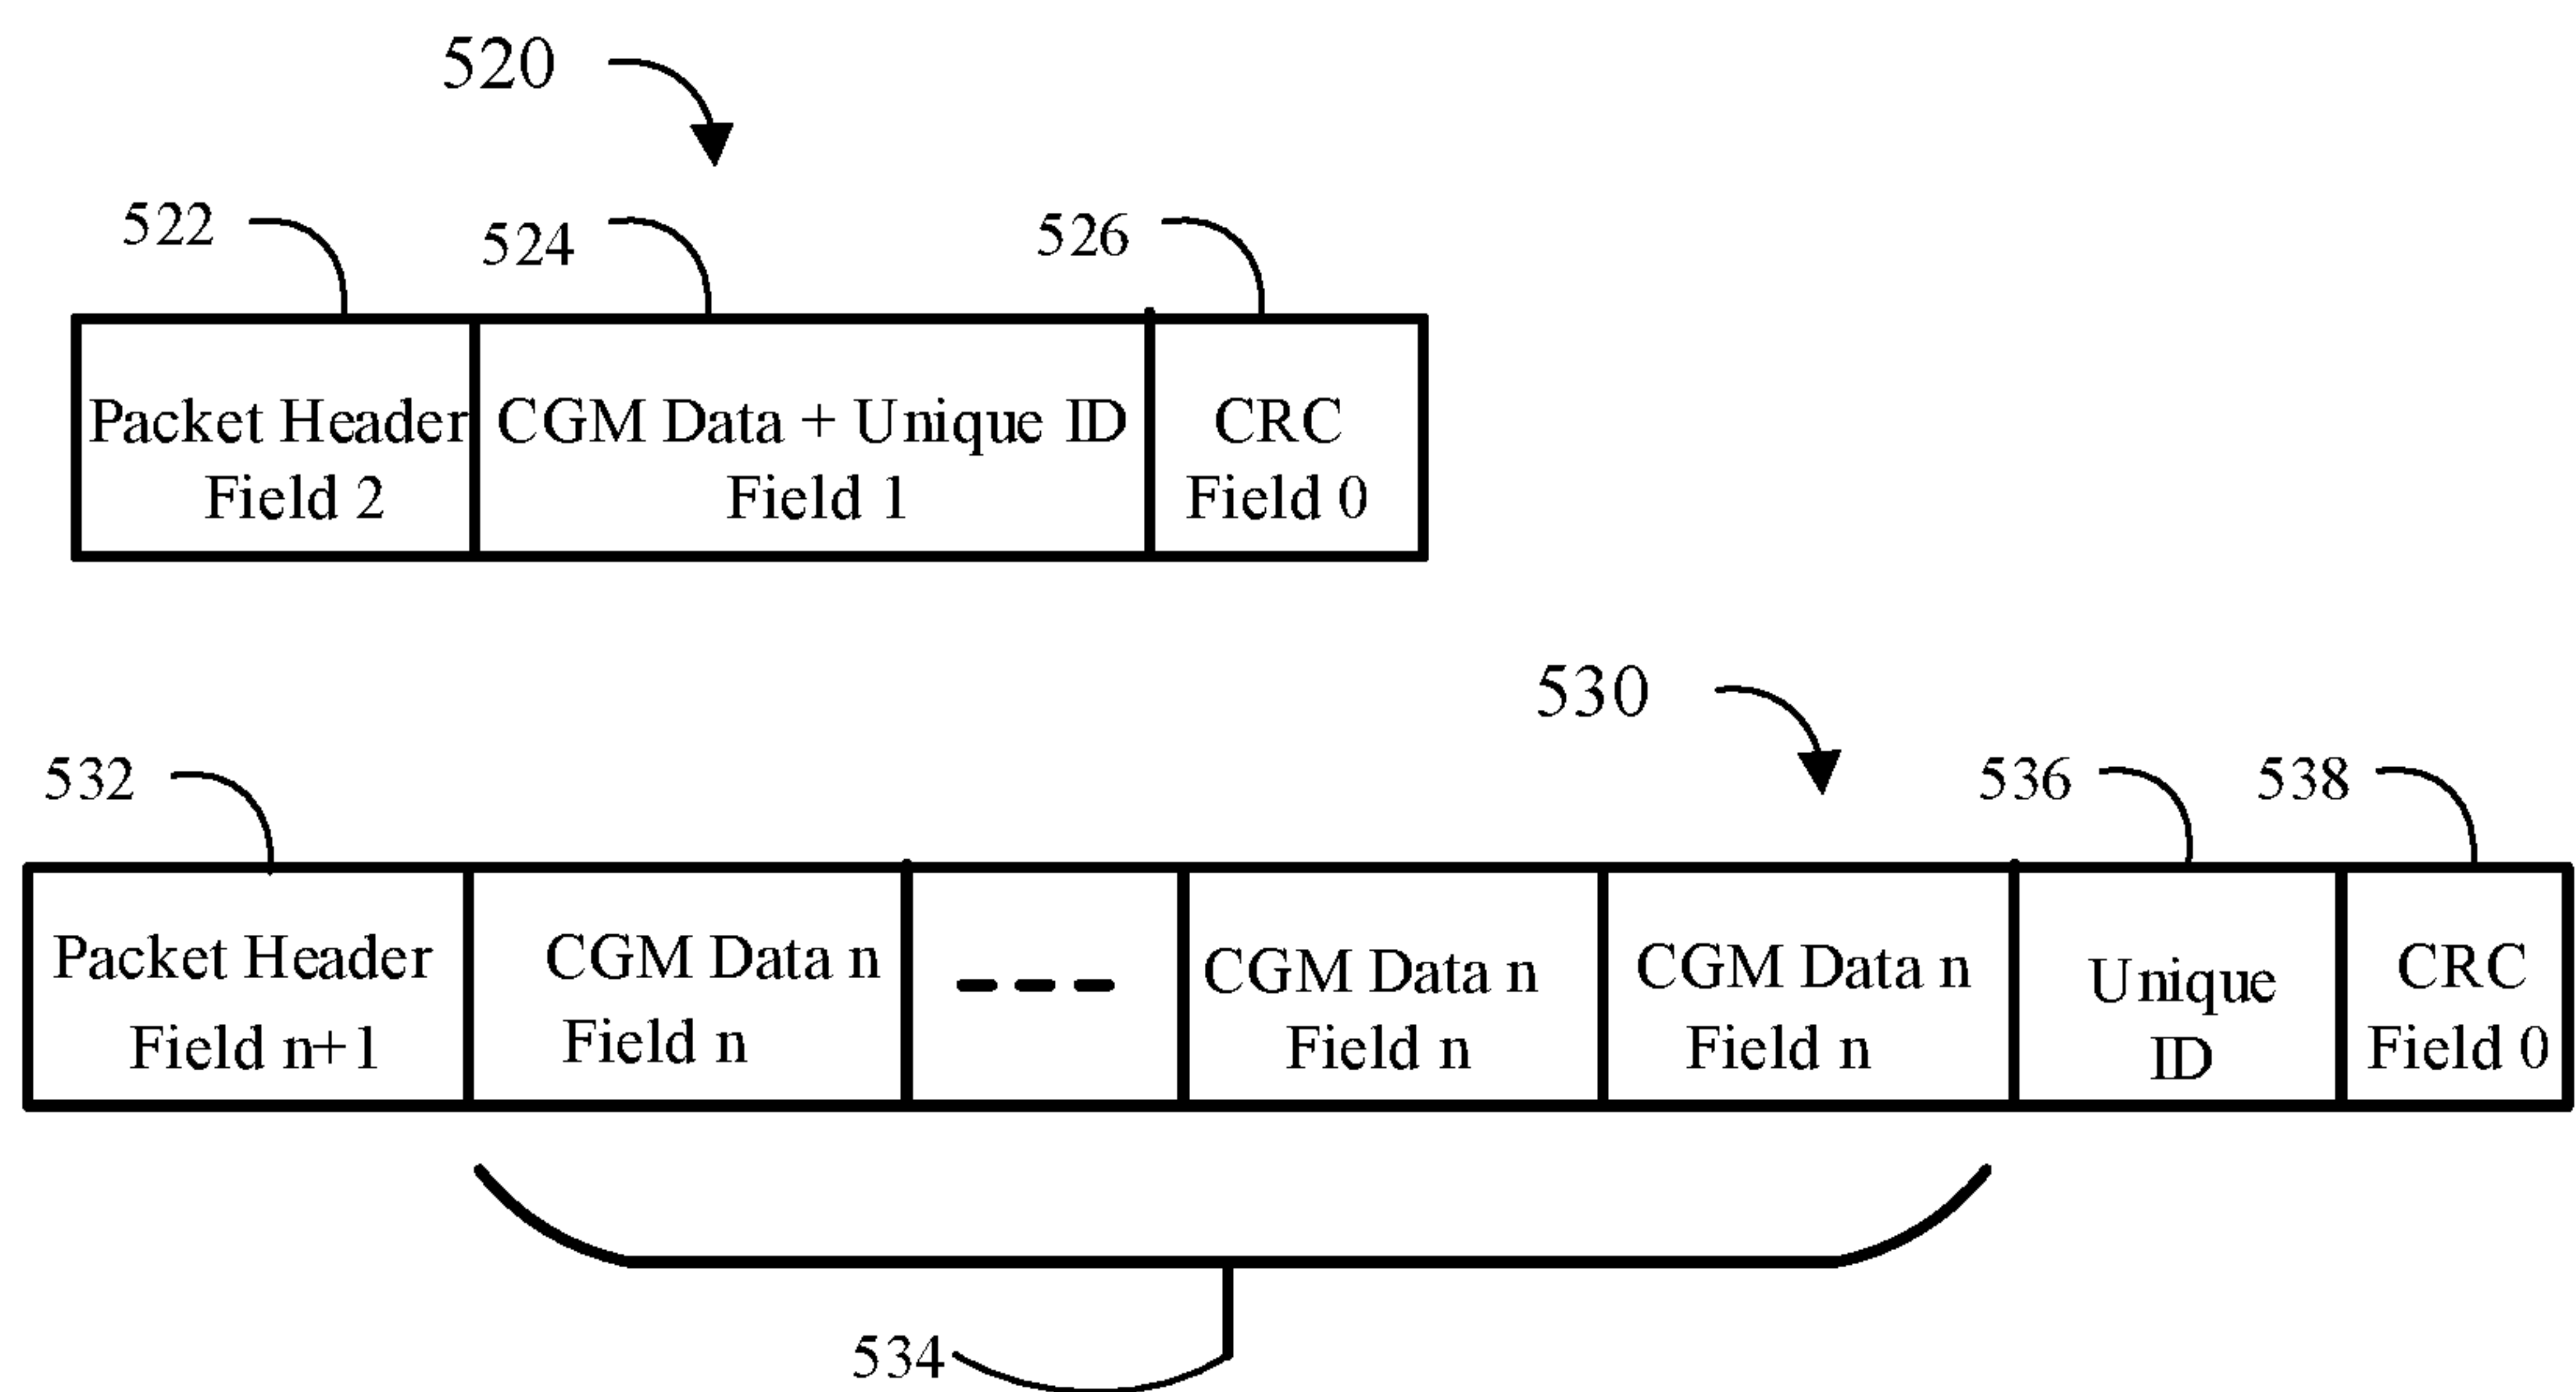 520
522
524
526
Packet Header
Field 2
CGM Data + Unique ID
Field 1
CRC
Field 0
530
532
536
538
Packet Header
Field n+1
CGM Data n
Field n
CGM Data n
Field n
CGM Data n
Field n
Unique
ID
CRC
Field 0
534